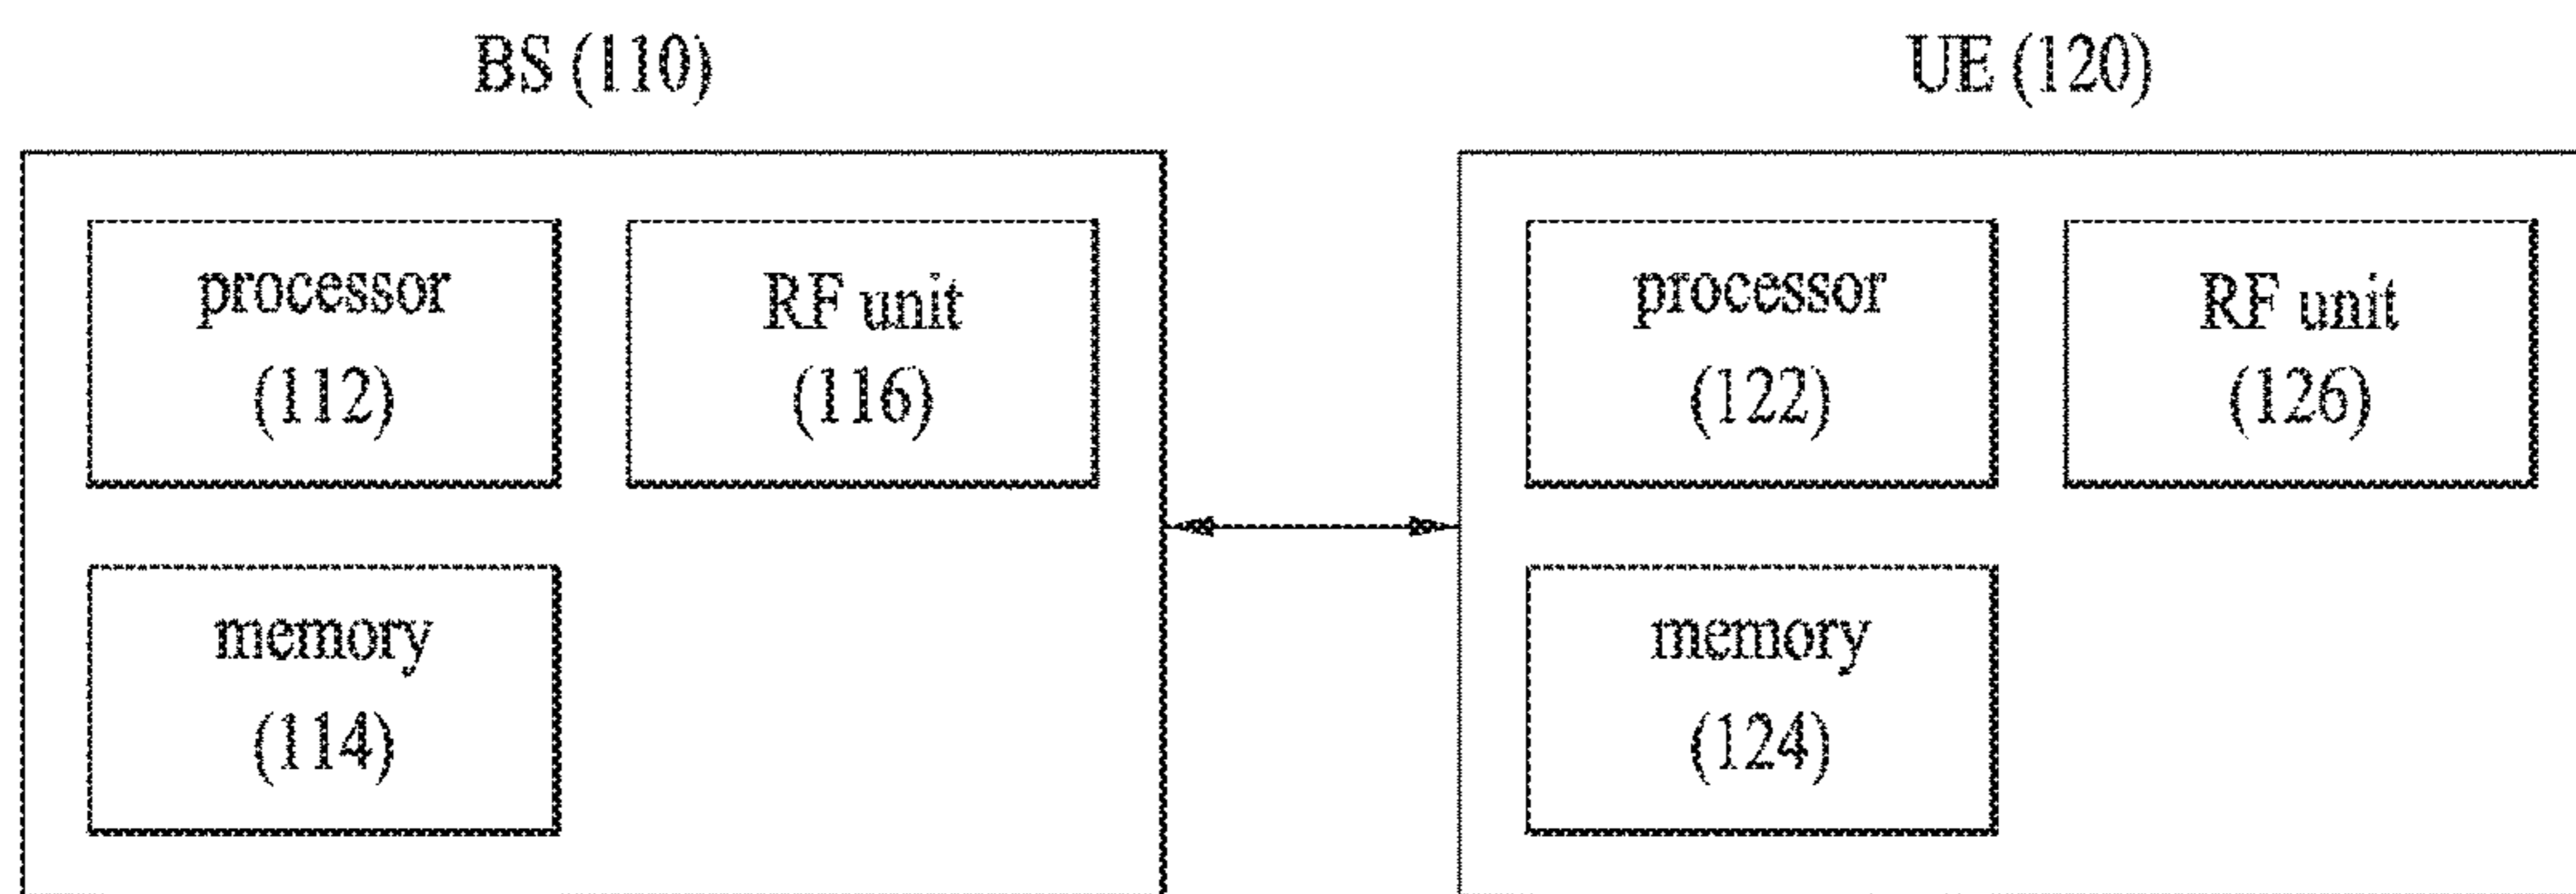 BS (110)
processor
(112)
RF unit
(116)
memory
(114)
UE (120)
processor
(122)
RF unit
(126)
memory
(124)